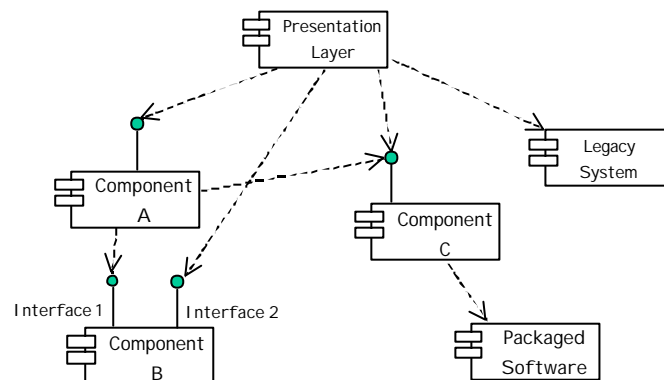 Presentation
Layer
Legacy
System
Component
A
Component
C
Interface 1
Interface 2
Component
B
Packaged
Software